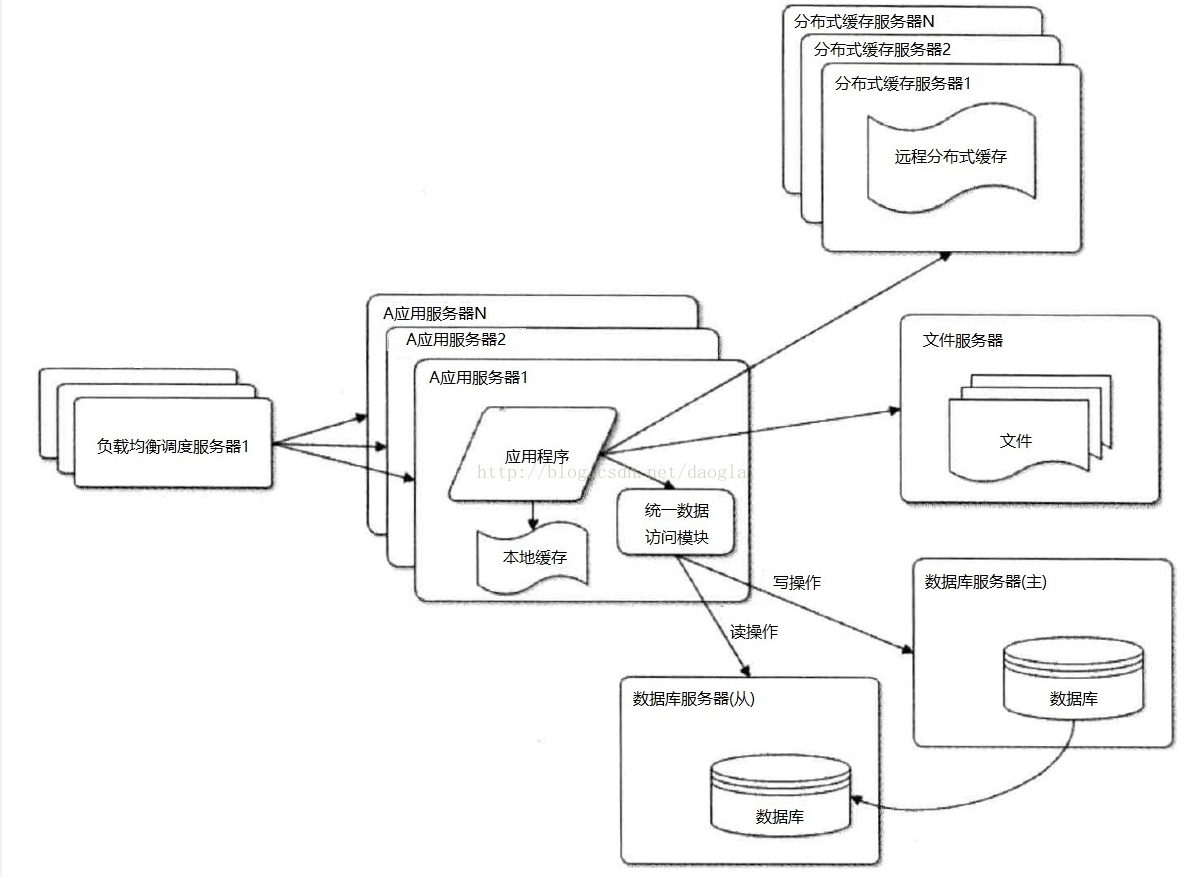 分布式缓存服务器N
分布式缓存服务器2
分布式缓存服务器1
远程分布式缓存
A应用服务器N
A应用服务器2
A应用服务器1
文件服务器
负载均衡调度服务器1
应用程序
文件
http://blog.csdn.net/daogla
统一数据
访问模块
本地缓存
写操作
数据库服务器(主)
读操作
数据库服务器(从)
数据库
数据库